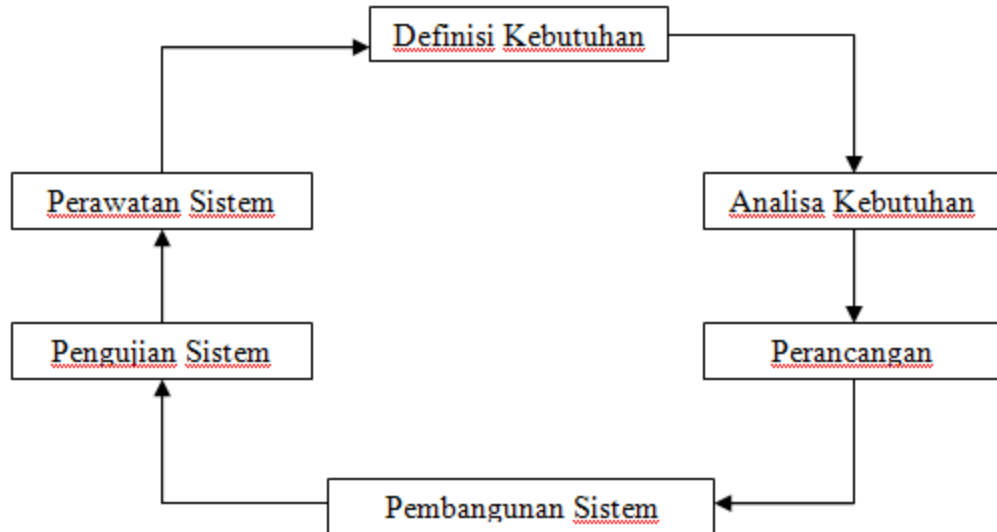 Definisi Kebutuhan
Analisa Kebutuhan
Perancangan
Pembangunan Sistem
Pengujian Sistem
Perawatan Sistem